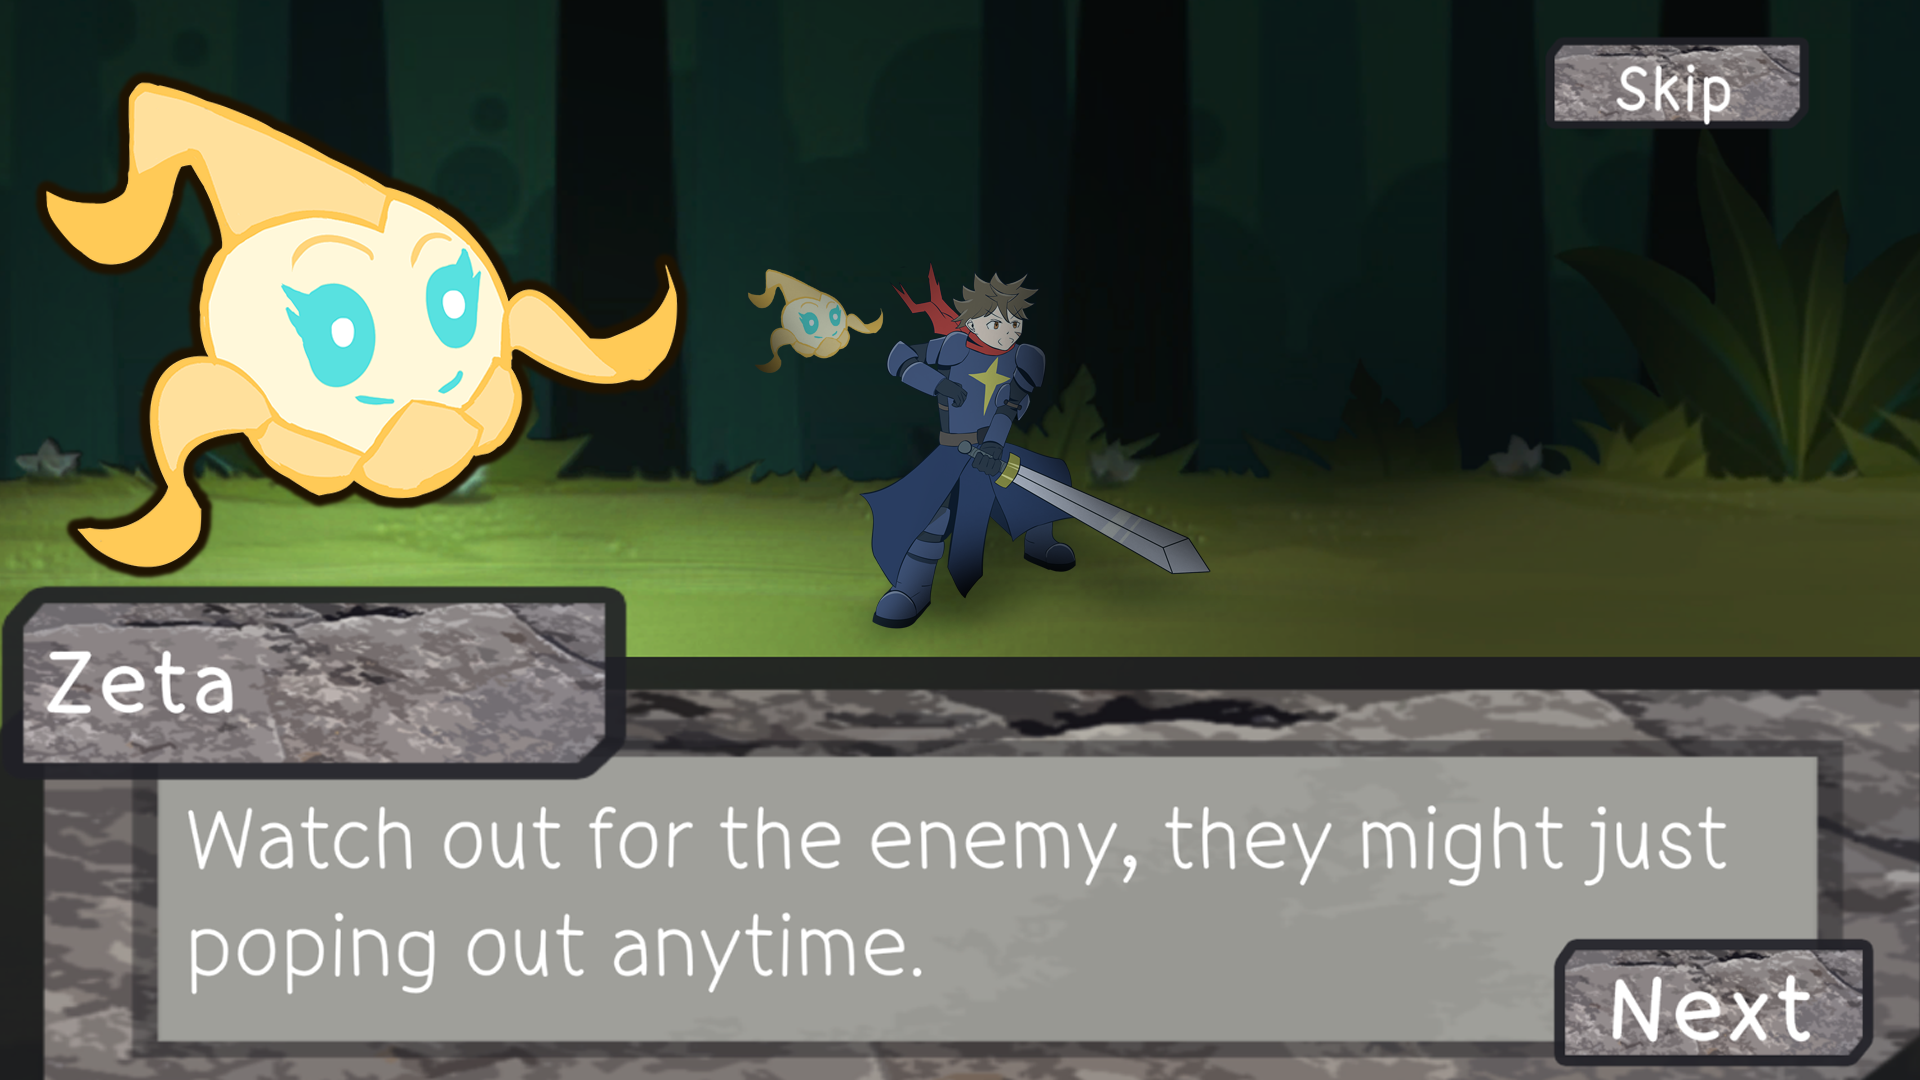 Skip
Zeta
Watch out for the enemy, they might just
poping out anytime.
Next